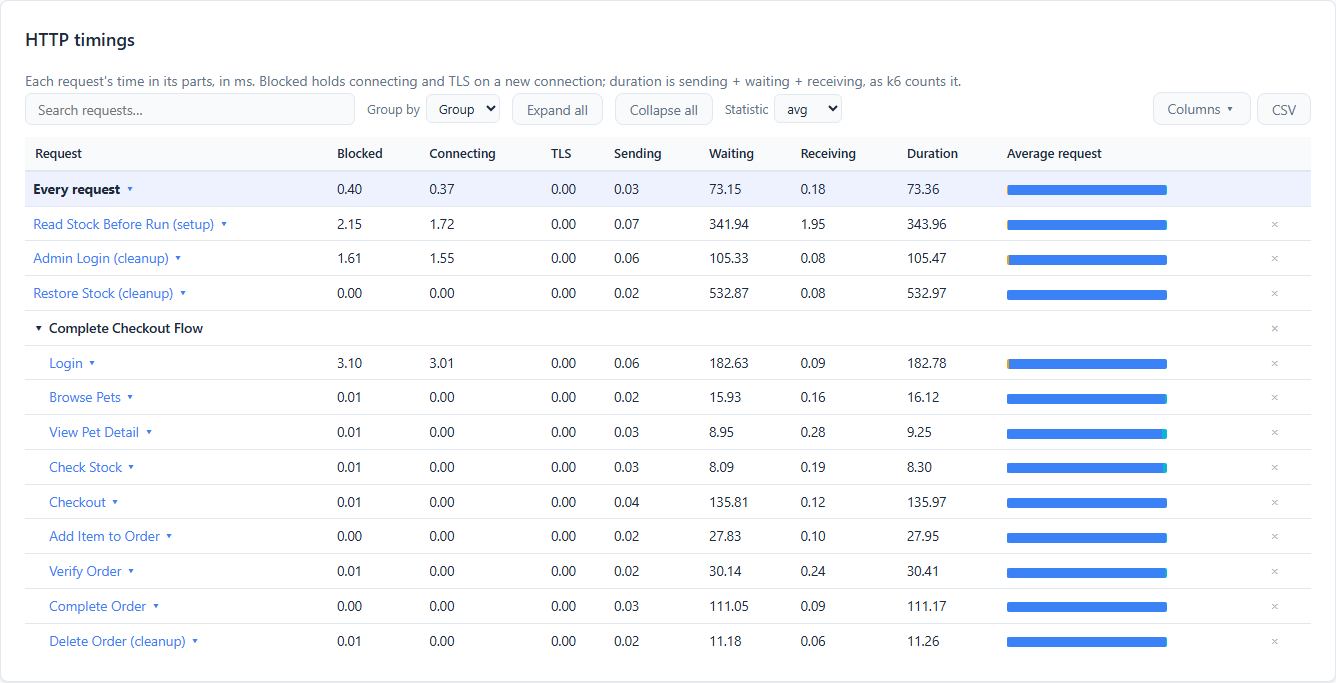 HTTP timings
Each request's time in its parts, in ms. Blocked holds connecting and TLS on a new connection; duration is sending + waiting + receiving, as k6 counts it.
Search requests... Group by Group Expand all Collapse all Statistic avg Columns ▾ CSV
Request Blocked Connecting TLS Sending Waiting Receiving Duration Average request
Every request ▾ 0.40 0.37 0.00 0.03 73.15 0.18 73.36
Read Stock Before Run (setup) ▾ 2.15 1.72 0.00 0.07 341.94 1.95 343.96 ×
Admin Login (cleanup) ▾ 1.61 1.55 0.00 0.06 105.33 0.08 105.47 ×
Restore Stock (cleanup) ▾ 0.00 0.00 0.00 0.02 532.87 0.08 532.97 ×
▾ Complete Checkout Flow ×
Login ▾ 3.10 3.01 0.00 0.06 182.63 0.09 182.78 ×
Browse Pets ▾ 0.01 0.00 0.00 0.02 15.93 0.16 16.12 ×
View Pet Detail ▾ 0.01 0.00 0.00 0.03 8.95 0.28 9.25 ×
Check Stock ▾ 0.01 0.00 0.00 0.03 8.09 0.19 8.30 ×
Checkout ▾ 0.01 0.00 0.00 0.04 135.81 0.12 135.97 ×
Add Item to Order ▾ 0.00 0.00 0.00 0.02 27.83 0.10 27.95 ×
Verify Order ▾ 0.01 0.00 0.00 0.02 30.14 0.24 30.41 ×
Complete Order ▾ 0.00 0.00 0.00 0.03 111.05 0.09 111.17 ×
Delete Order (cleanup) ▾ 0.01 0.00 0.00 0.02 11.18 0.06 11.26 ×